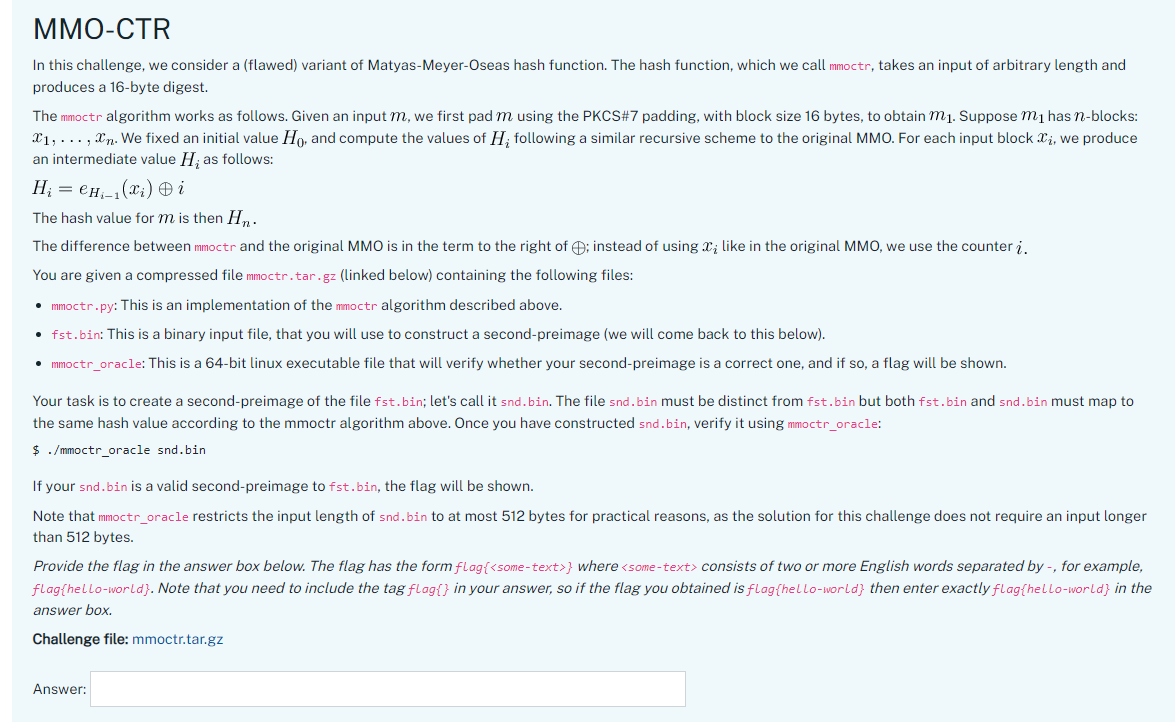 MMO-CTR
In this challenge, we consider a (flawed) variant of Matyas-Meyer-Oseas hash function. The hash function, which we call mmoctr, takes an input of arbitrary length and
produces a 16-byte digest.
The mmoctr algorithm works as follows. Given an input m, we first pad m using the PKCS#7 padding, with block size 16 bytes, to obtain m₁. Suppose m₁ has n-blocks:
x₁, . . . , xₙ. We fixed an initial value H₀, and compute the values of Hᵢ following a similar recursive scheme to the original MMO. For each input block xᵢ, we produce
an intermediate value Hᵢ as follows:
Hᵢ = e_{Hᵢ₋₁}(xᵢ) ⊕ i
The hash value for m is then Hₙ.
The difference between mmoctr and the original MMO is in the term to the right of ⊕; instead of using xᵢ like in the original MMO, we use the counter i.
You are given a compressed file mmoctr.tar.gz (linked below) containing the following files:
• mmoctr.py: This is an implementation of the mmoctr algorithm described above.
• fst.bin: This is a binary input file, that you will use to construct a second-preimage (we will come back to this below).
• mmoctr_oracle: This is a 64-bit linux executable file that will verify whether your second-preimage is a correct one, and if so, a flag will be shown.
Your task is to create a second-preimage of the file fst.bin; let's call it snd.bin. The file snd.bin must be distinct from fst.bin but both fst.bin and snd.bin must map to
the same hash value according to the mmoctr algorithm above. Once you have constructed snd.bin, verify it using mmoctr_oracle:
$ ./mmoctr_oracle snd.bin
If your snd.bin is a valid second-preimage to fst.bin, the flag will be shown.
Note that mmoctr_oracle restricts the input length of snd.bin to at most 512 bytes for practical reasons, as the solution for this challenge does not require an input longer
than 512 bytes.
Provide the flag in the answer box below. The flag has the form flag{<some-text>} where <some-text> consists of two or more English words separated by -, for example,
flag{hello-world}. Note that you need to include the tag flag{} in your answer, so if the flag you obtained is flag{hello-world} then enter exactly flag{hello-world} in the
answer box.
Challenge file: mmoctr.tar.gz
Answer: